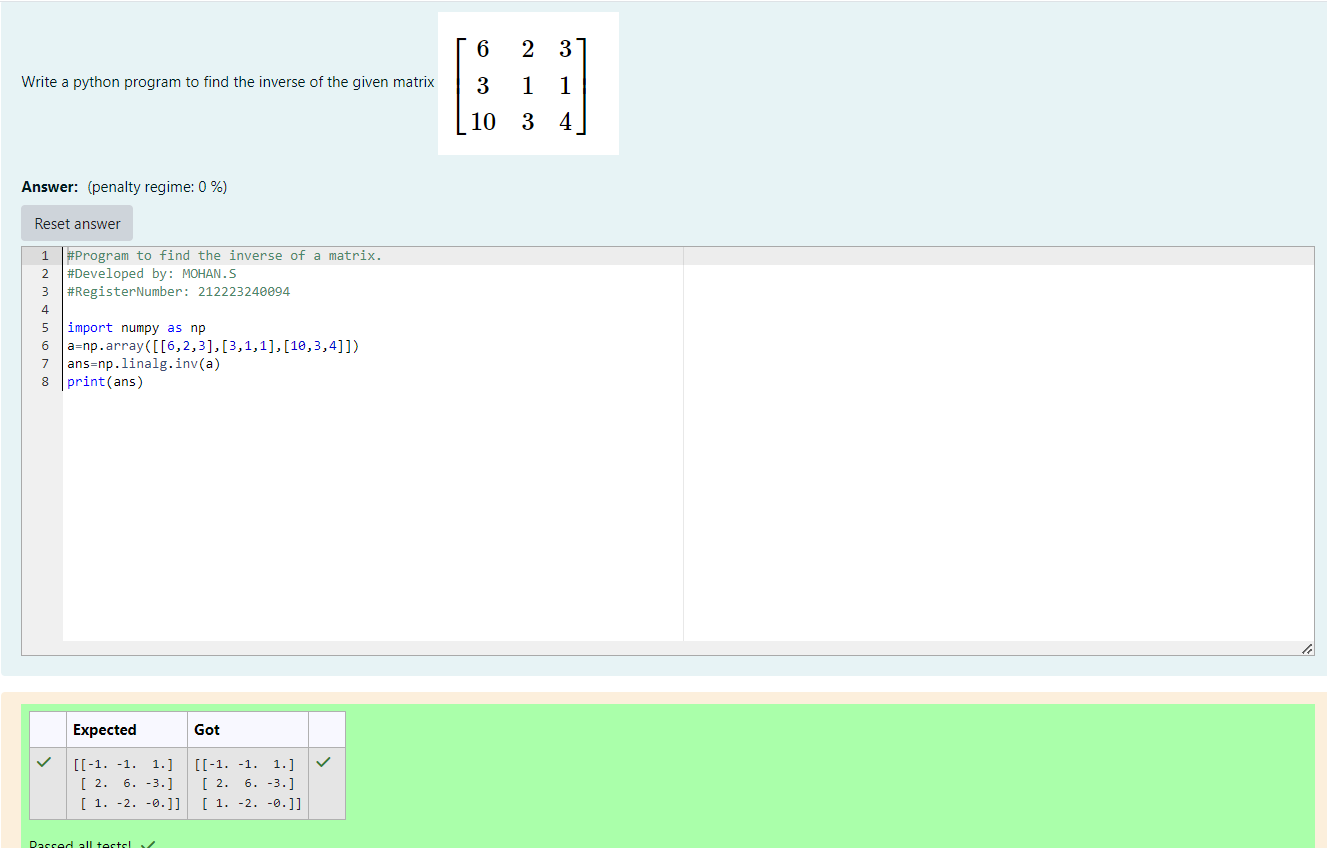 6 2 3
Write a python program to find the inverse of the given matrix 3 1 1
10 3 4
Answer: (penalty regime: 0 %)
Reset answer
1 #Program to find the inverse of a matrix.
2 #Developed by: MOHAN.S
3 #RegisterNumber: 212223240094
4
5 import numpy as np
6 a=np.array([[6,2,3],[3,1,1],[10,3,4]])
7 ans=np.linalg.inv(a)
8 print(ans)
Expected Got
[[-1. -1.  1.] [[-1. -1.  1.]
[ 2.  6. -3.] [ 2.  6. -3.]
[ 1. -2. -0.]] [ 1. -2. -0.]]
Passed all tests!